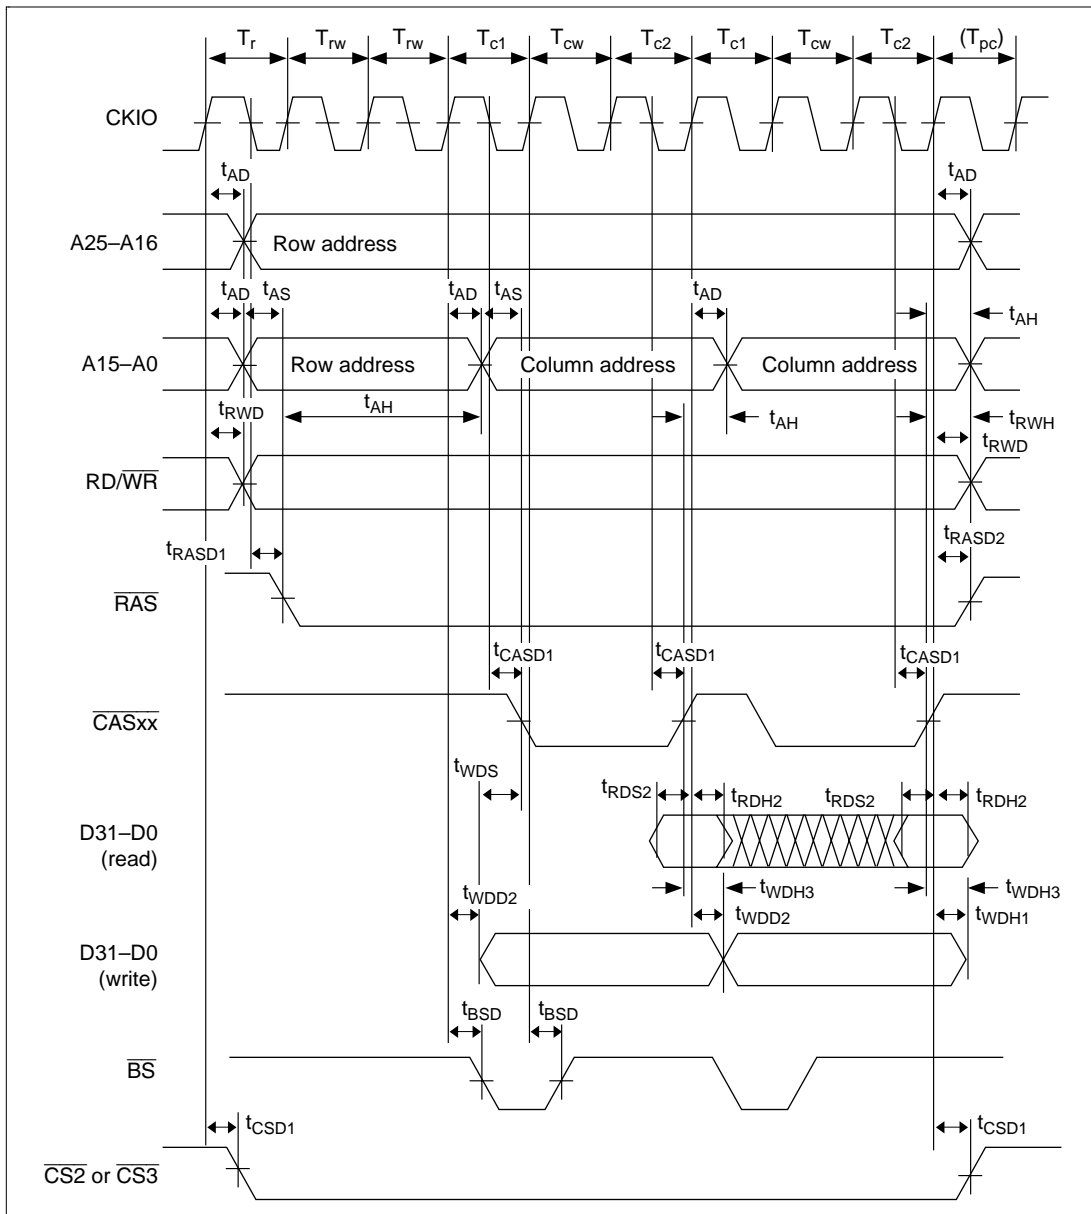 Tr Trw Trw Tc1 Tcw Tc2 Tc1 Tcw Tc2 (Tpc)
CKIO
tAD tAD
A25–A16 Row address
tAD tAS tAD tAS tAD tAH
A15–A0 Row address Column address Column address
tRWD tAH tAH tRWH
tRWD
RD/WR
tRASD1 tRASD2
RAS
tCASD1 tCASD1 tCASD1
CASxx
tWDS tRDS2 tRDH2 tRDS2 tRDH2
D31–D0
(read)
tWDD2 tWDH3 tWDH3
tWDD2 tWDH1
D31–D0
(write)
tBSD tBSD
BS
tCSD1 tCSD1
CS2 or CS3